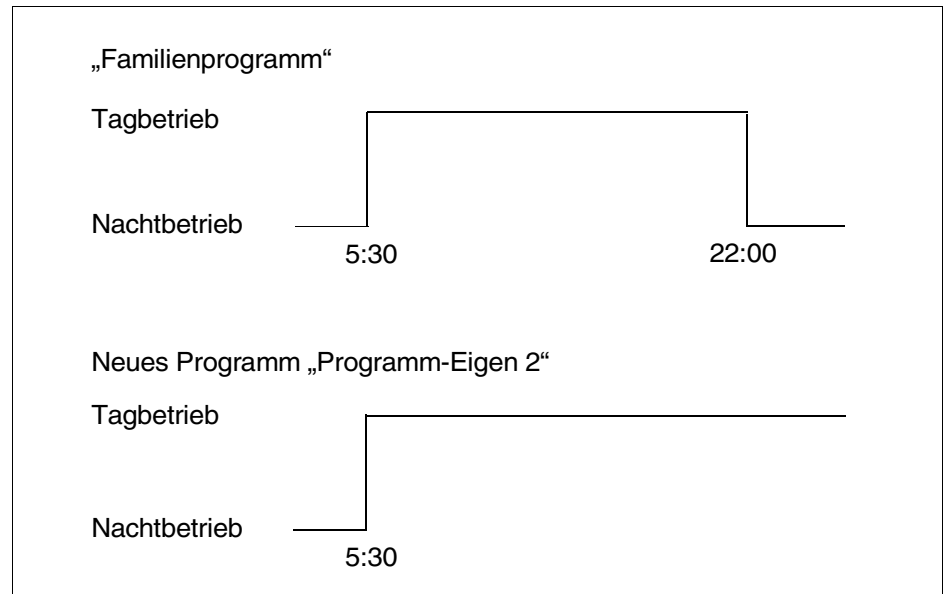 „Familienprogramm“
Tagbetrieb
Nachtbetrieb
5:30 22:00
Neues Programm „Programm-Eigen 2“
Tagbetrieb
Nachtbetrieb
5:30